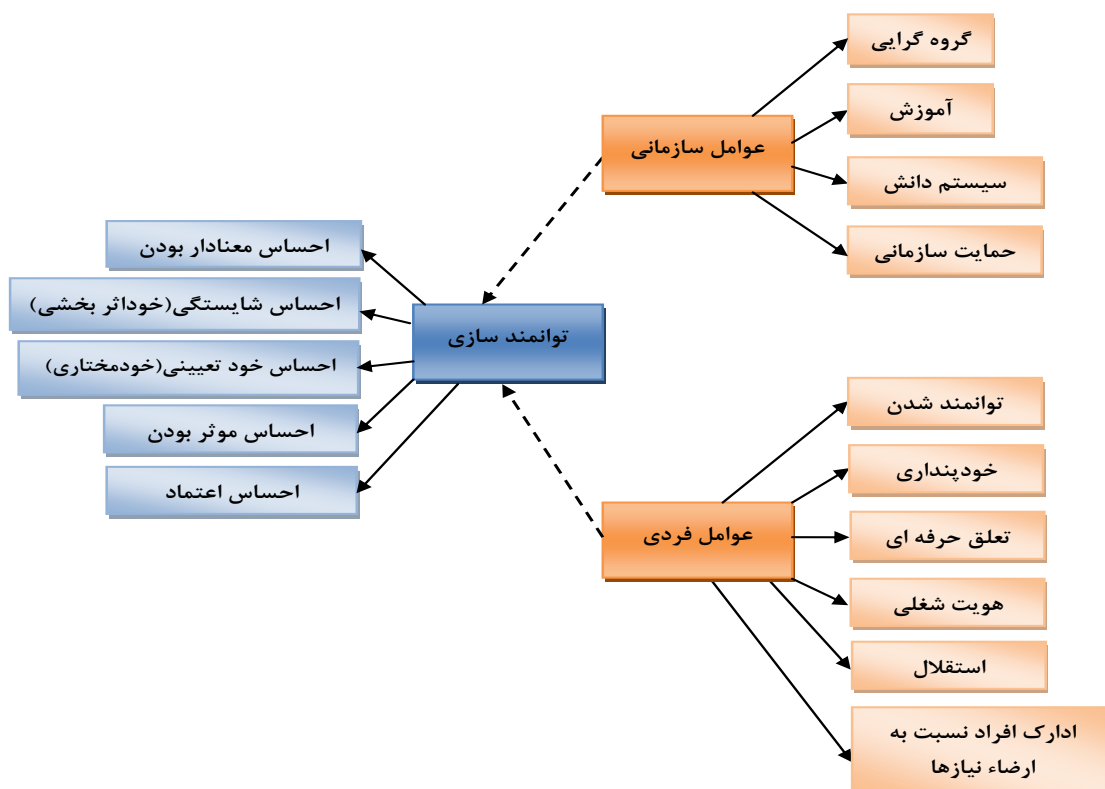 گروه گرایی
آموزش
عوامل سازمانی
سیستم دانش
حمایت سازمانی
احساس معنادار بودن
احساس شایستگی(خوداثر بخشی)
توانمند سازی
احساس خود تعیینی(خودمختاری)
احساس موثر بودن
احساس اعتماد
توانمند شدن
خودپنداری
عوامل فردی
تعلق حرفه ای
هویت شغلی
استقلال
ادارک افراد نسبت به
ارضاء نیازها